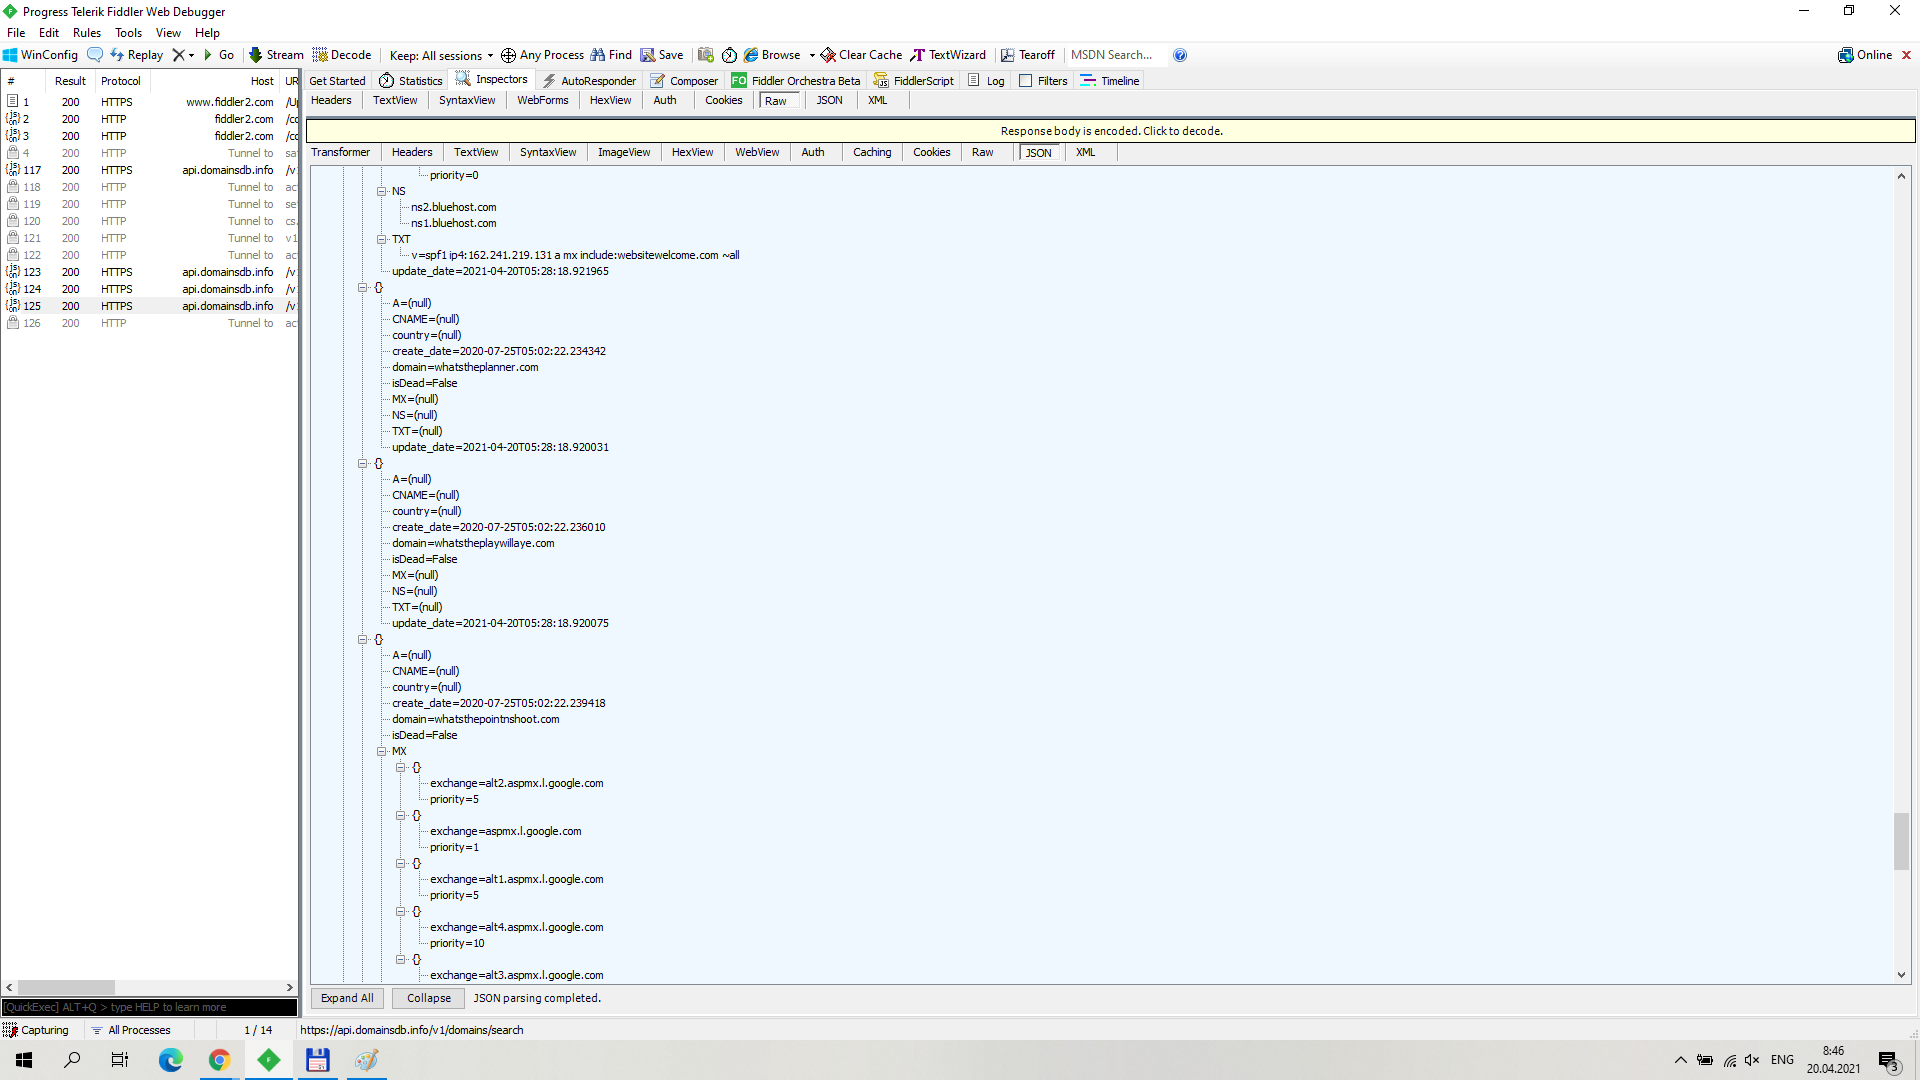 Progress Telerik Fiddler Web Debugger
File Edit Rules Tools View Help
WinConfig Replay Go Stream Decode Keep: All sessions Any Process Find Save Browse Clear Cache TextWizard Tearoff MSDN Search... Online
# Result Protocol Host UR
1 200 HTTPS www.fiddler2.com /Up
2 200 HTTP fiddler2.com /co
3 200 HTTP fiddler2.com /co
4 200 HTTP Tunnel to sa
117 200 HTTPS api.domainsdb.info /v1
118 200 HTTP Tunnel to ac
119 200 HTTP Tunnel to se
120 200 HTTP Tunnel to cs.
121 200 HTTP Tunnel to v1
122 200 HTTP Tunnel to ac
123 200 HTTPS api.domainsdb.info /v
124 200 HTTPS api.domainsdb.info /v
125 200 HTTPS api.domainsdb.info /v
126 200 HTTP Tunnel to ac
[QuickExec] ALT+Q > type HELP to learn more
Get Started Statistics Inspectors AutoResponder Composer FO Fiddler Orchestra Beta FiddlerScript Log Filters Timeline
Headers TextView SyntaxView WebForms HexView Auth Cookies Raw JSON XML
Response body is encoded. Click to decode.
Transformer Headers TextView SyntaxView ImageView HexView WebView Auth Caching Cookies Raw JSON XML
priority=0
NS
ns2.bluehost.com
ns1.bluehost.com
TXT
v=spf1 ip4:162.241.219.131 a mx include:websitewelcome.com ~all
update_date=2021-04-20T05:28:18.921965
{}
A=(null)
CNAME=(null)
country=(null)
create_date=2020-07-25T05:02:22.234342
domain=whatstheplanner.com
isDead=False
MX=(null)
NS=(null)
TXT=(null)
update_date=2021-04-20T05:28:18.920031
{}
A=(null)
CNAME=(null)
country=(null)
create_date=2020-07-25T05:02:22.236010
domain=whatstheplaywillaye.com
isDead=False
MX=(null)
NS=(null)
TXT=(null)
update_date=2021-04-20T05:28:18.920075
{}
A=(null)
CNAME=(null)
country=(null)
create_date=2020-07-25T05:02:22.239418
domain=whatsthepointnshoot.com
isDead=False
MX
{}
exchange=alt2.aspmx.l.google.com
priority=5
{}
exchange=aspmx.l.google.com
priority=1
{}
exchange=alt1.aspmx.l.google.com
priority=5
{}
exchange=alt4.aspmx.l.google.com
priority=10
{}
exchange=alt3.aspmx.l.google.com
Expand All Collapse JSON parsing completed.
Capturing All Processes 1 / 14 https://api.domainsdb.info/v1/domains/search
ENG 8:46
20.04.2021 3